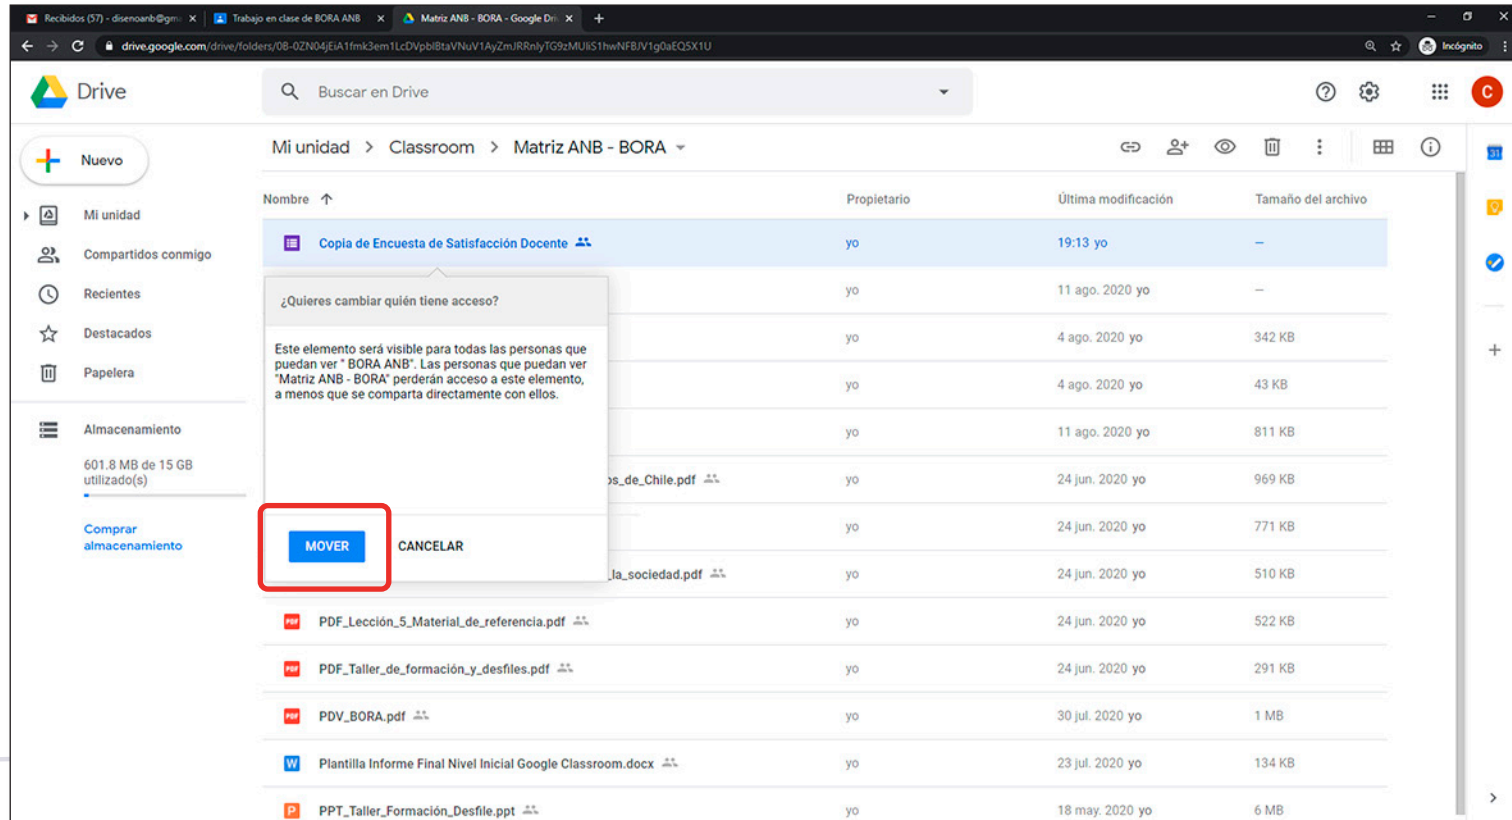 Recibidos (57) - disenoanb@gm
Trabajo en clase de BORA ANB
Matriz ANB - BORA - Google Dri
drive.google.com/drive/folders/
Incógnito
Drive
Buscar en Drive
C
Nuevo
Mi unidad > Classroom > Matriz ANB - BORA
31
Nombre
Propietario
Última modificación
Tamaño del archivo
Mi unidad
Compartidos conmigo
Recientes
Destacados
Papelera
Almacenamiento
601.8 MB de 15 GB
utilizado(s)
Comprar
almacenamiento
Copia de Encuesta de Satisfacción Docente yo 19:13 yo –
¿Quieres cambiar quién tiene acceso?
Este elemento será visible para todas las personas que
puedan ver " BORA ANB". Las personas que puedan ver
"Matriz ANB - BORA" perderán acceso a este elemento,
a menos que se comparta directamente con ellos.
MOVER CANCELAR
yo 11 ago. 2020 yo –
yo 4 ago. 2020 yo 342 KB
yo 4 ago. 2020 yo 43 KB
yo 11 ago. 2020 yo 811 KB
os_de_Chile.pdf yo 24 jun. 2020 yo 969 KB
yo 24 jun. 2020 yo 771 KB
_la_sociedad.pdf yo 24 jun. 2020 yo 510 KB
PDF PDF_Lección_5_Material_de_referencia.pdf yo 24 jun. 2020 yo 522 KB
PDF PDF_Taller_de_formación_y_desfiles.pdf yo 24 jun. 2020 yo 291 KB
PDF PDV_BORA.pdf yo 30 jul. 2020 yo 1 MB
W Plantilla Informe Final Nivel Inicial Google Classroom.docx yo 23 jul. 2020 yo 134 KB
P PPT_Taller_Formación_Desfile.ppt yo 18 may. 2020 yo 6 MB